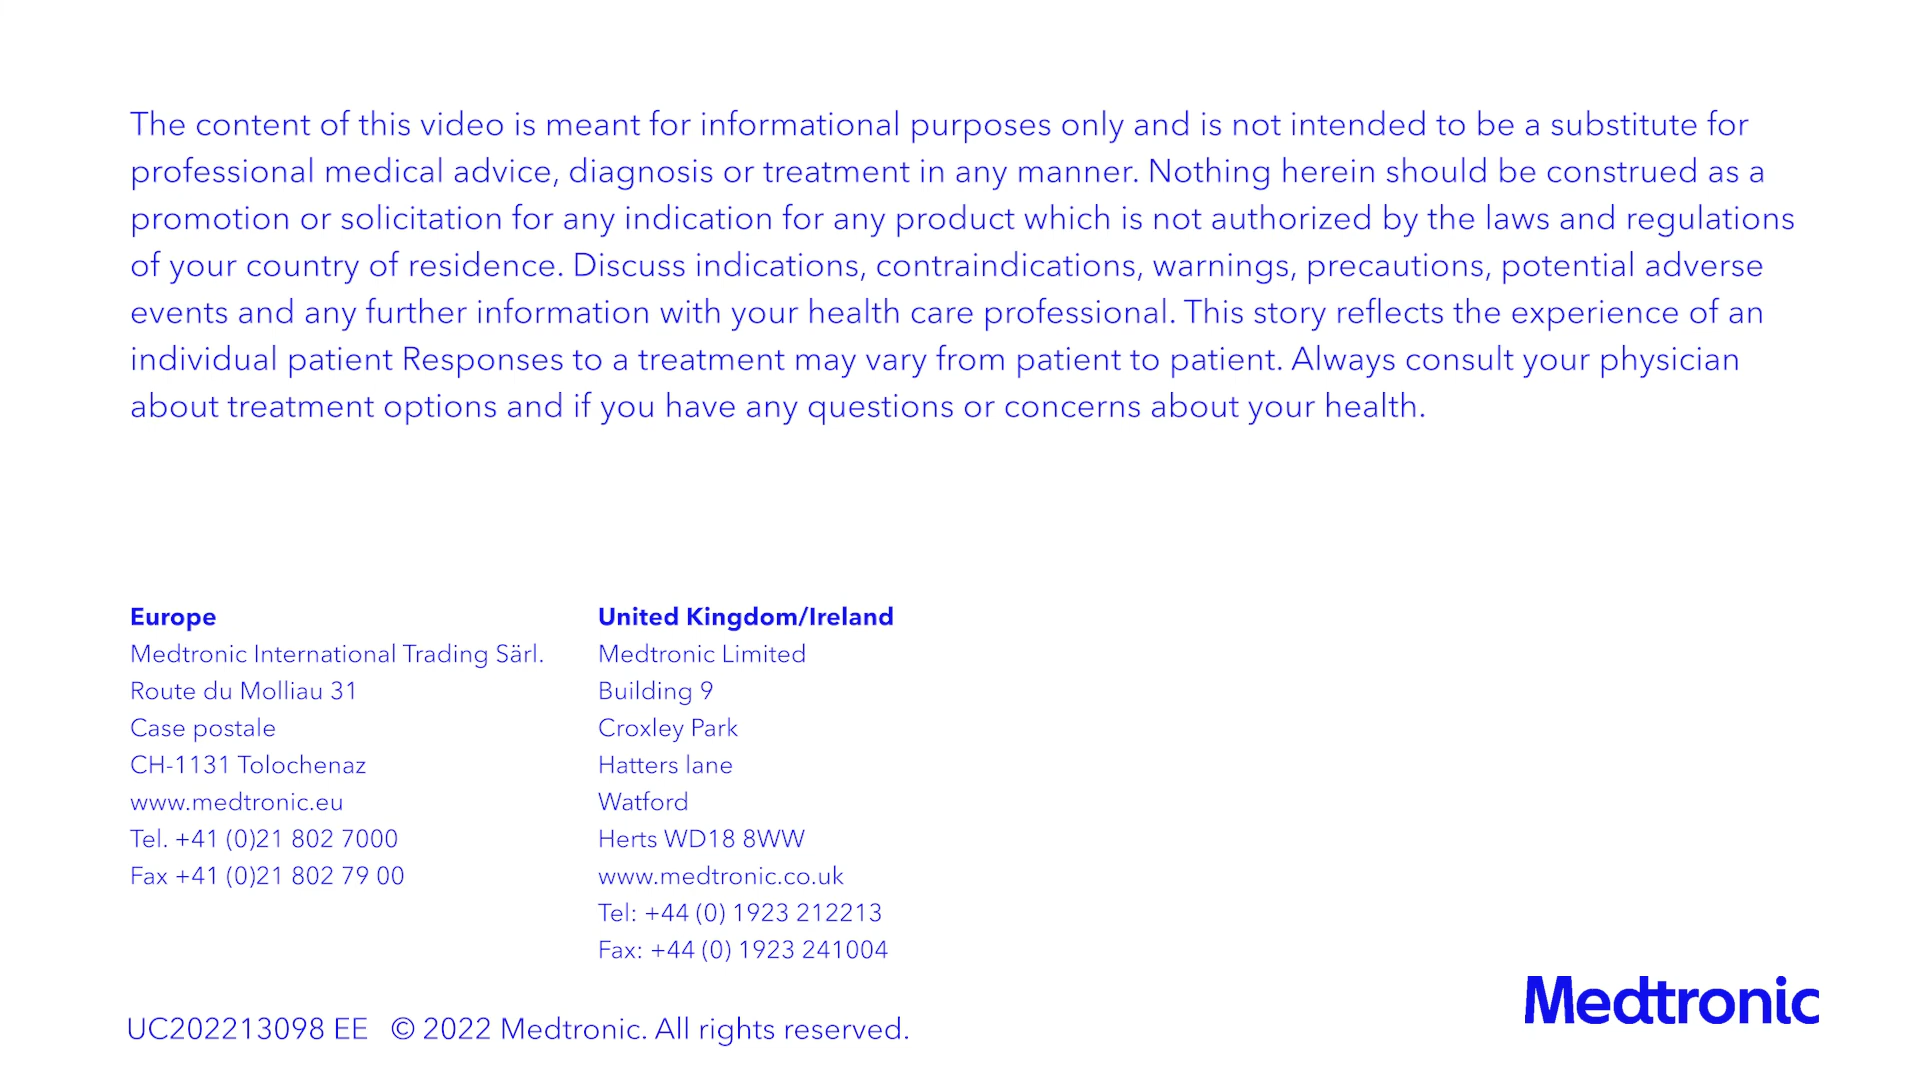 The content of this video is meant for informational purposes only and is not intended to be a substitute for
professional medical advice, diagnosis or treatment in any manner. Nothing herein should be construed as a
promotion or solicitation for any indication for any product which is not authorized by the laws and regulations
of your country of residence. Discuss indications, contraindications, warnings, precautions, potential adverse
events and any further information with your health care professional. This story reflects the experience of an
individual patient Responses to a treatment may vary from patient to patient. Always consult your physician
about treatment options and if you have any questions or concerns about your health.
Europe
Medtronic International Trading Särl.
Route du Molliau 31
Case postale
CH-1131 Tolochenaz
www.medtronic.eu
Tel. +41 (0)21 802 7000
Fax +41 (0)21 802 79 00
United Kingdom/Ireland
Medtronic Limited
Building 9
Croxley Park
Hatters lane
Watford
Herts WD18 8WW
www.medtronic.co.uk
Tel: +44 (0) 1923 212213
Fax: +44 (0) 1923 241004
UC202213098 EE © 2022 Medtronic. All rights reserved.
Medtronic